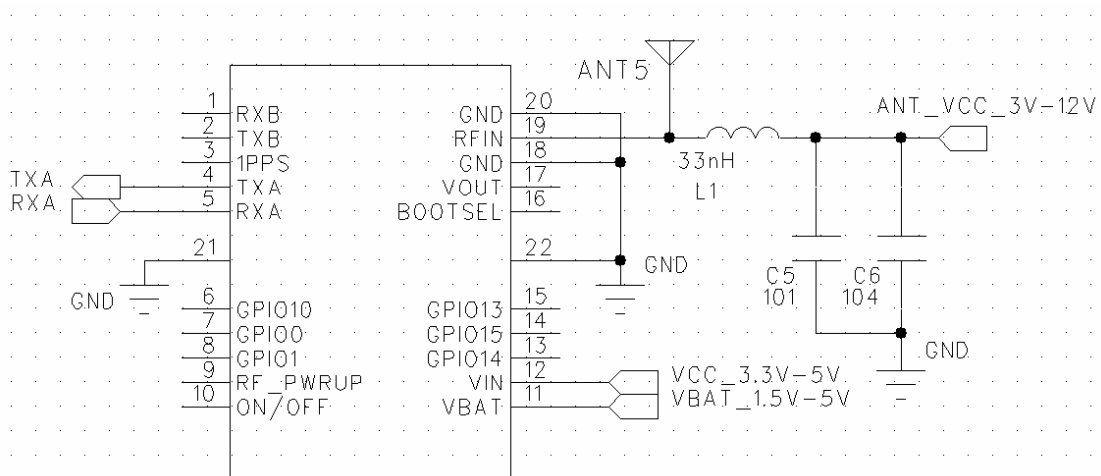 ANT5
ANT_VCC_3V-12V
1 RXB GND 20
2 TXB RFIN 19
3 1PPS GND 18
33nH
TXA 4 TXA VOUT 17
L1
RXA 5 RXA BOOTSEL 16
21 22
GND GND
C5 C6
101 104
GND
6 GPIO10 GPIO13 15
7 GPIO0 GPIO15 14
8 GPIO1 GPIO14 13
9 RF_PWRUP VIN 12 VCC_3.3V-5V
10 ON/OFF VBAT 11 VBAT_1.5V-5V